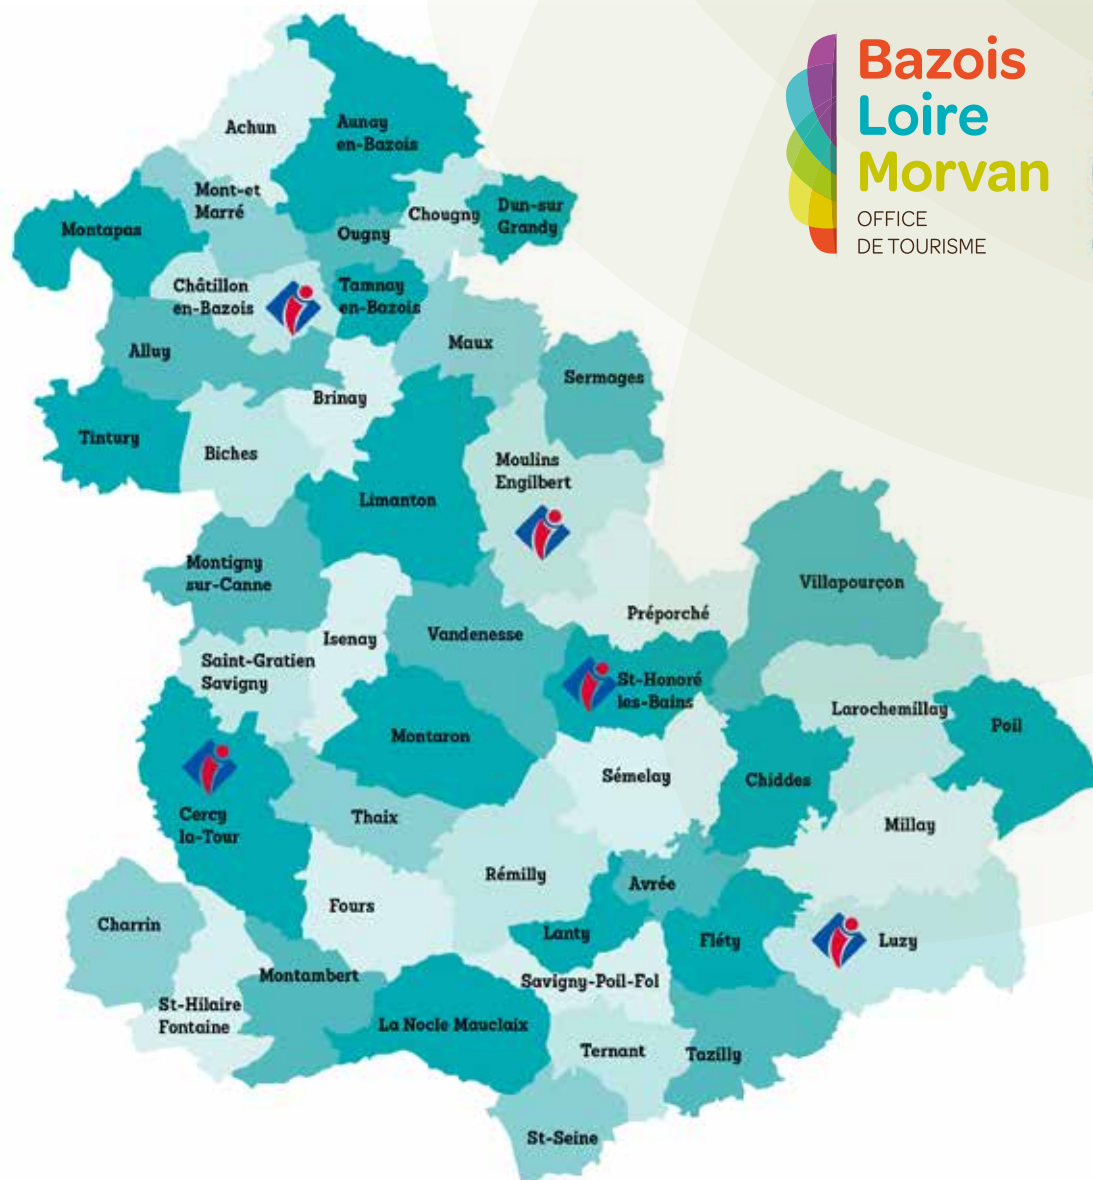 Bazois
Loire
Morvan
OFFICE
DE TOURISME
Achun
Aunay
en-Bazois
Mont-et
Marré
Chougny
Dun-sur
Grandy
Montapas
Ougny
Châtillon
en-Bazois
Tamnay
en-Bazois
Alluy
Maux
Sermages
Brinay
Tintury
Biches
Moulins
Engilbert
Limanton
Montigny
sur-Canne
Villapourçon
Préporché
Isenay
Vandenesse
Saint-Gratien
Savigny
St-Honoré
les-Bains
Larochemillay
Poil
Montaron
Sémelay
Chiddes
Cercy
la-Tour
Thaix
Millay
Rémilly
Avrée
Fours
Charrin
Lanty
Fléty
Luzy
Montambert
Savigny-Poil-Fol
St-Hilaire
Fontaine
La Nocle Mauclaix
Ternant
Tazilly
St-Seine